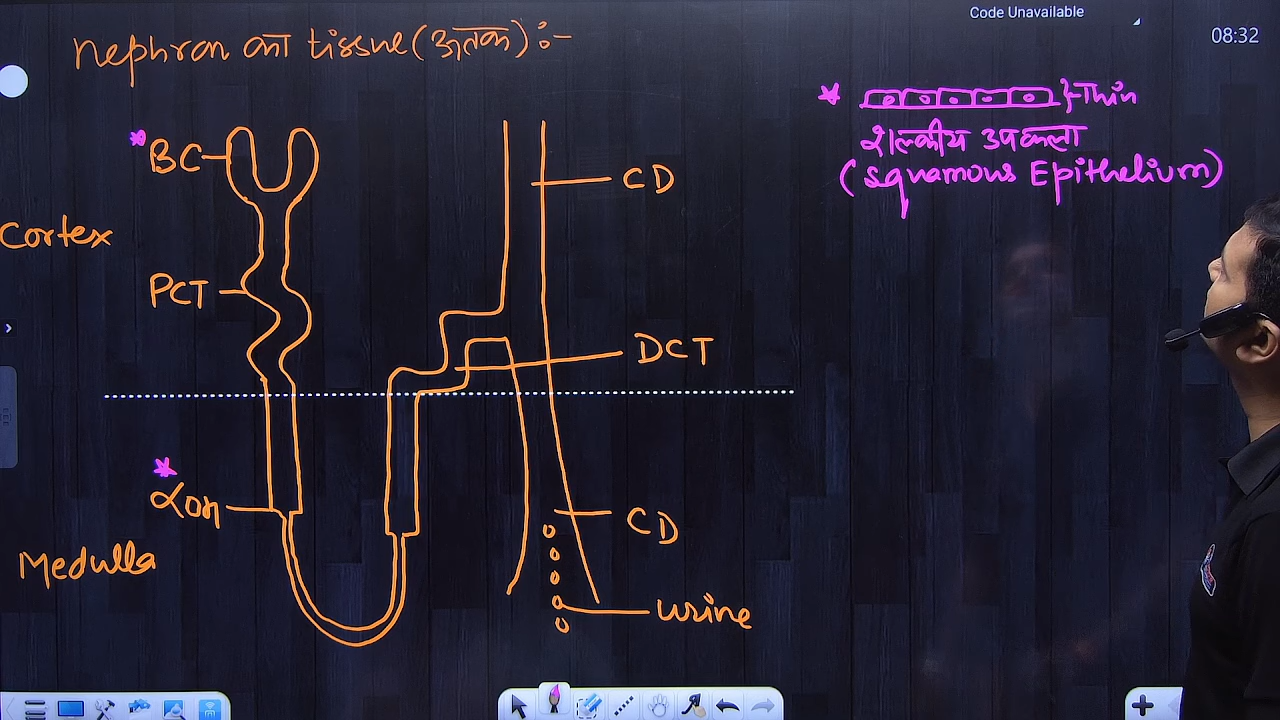 Code Unavailable
08:32
Nephron का tissue (ऊतक) :-
* BC
Cortex
PCT
* LOH
Medulla
CD
DCT
CD
urine
* }-Thin
शल्कीय उपकला
(squamous Epithelium)